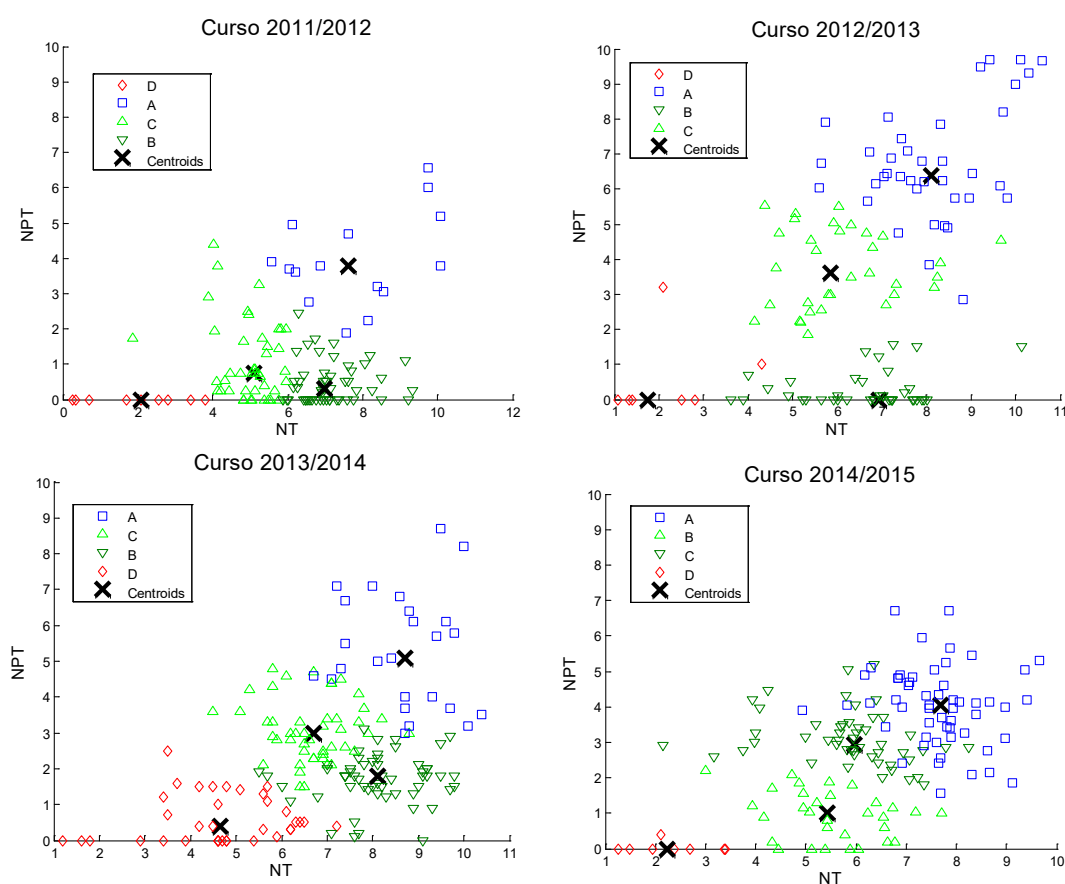 Curso 2011/2012
10
9
8
7
6
5
4
3
2
1
0
NPT
D
A
C
B
Centroids
0 2 4 6 8 10 12
NT
Curso 2012/2013
10
9
8
7
6
5
4
3
2
1
0
NPT
D
A
B
C
Centroids
1 2 3 4 5 6 7 8 9 10 11
NT
Curso 2013/2014
10
9
8
7
6
5
4
3
2
1
0
NPT
A
C
B
D
Centroids
1 2 3 4 5 6 7 8 9 10 11
NT
Curso 2014/2015
10
9
8
7
6
5
4
3
2
1
0
NPT
A
B
C
D
Centroids
1 2 3 4 5 6 7 8 9 10
NT